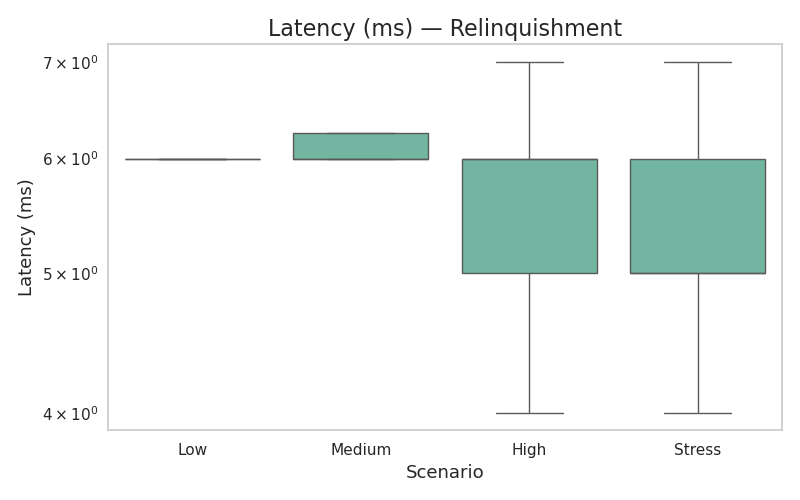 Latency (ms) — Relinquishment
7 × 10⁰
6 × 10⁰
5 × 10⁰
4 × 10⁰
Latency (ms)
Low
Medium
High
Stress
Scenario